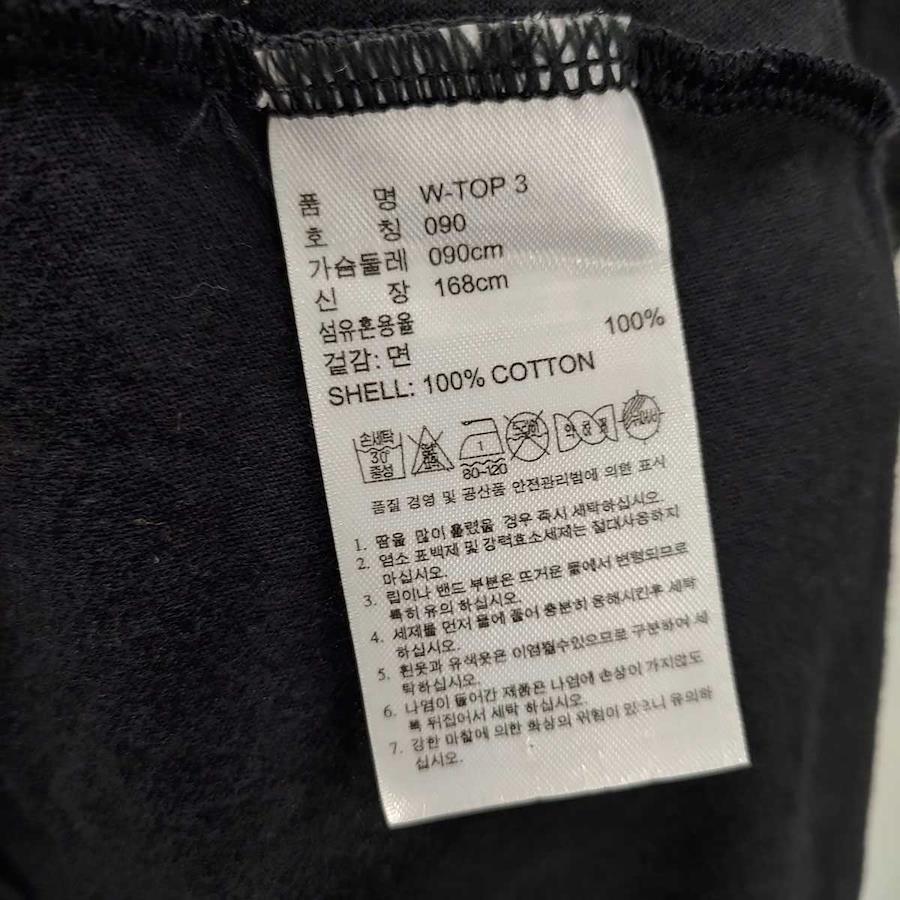 품 명 W-TOP 3
호 칭 090
가슴둘레 090cm
신 장 168cm
섬유혼용율
겉감: 면 100%
SHELL: 100% COTTON
손세탁
30°
중성
80-120
품질 경영 및 공산품 안전관리법에 의한 표시
1. 땀을 많이 흘렸을 경우 즉시 세탁하십시오.
2. 염소 표백제 및 강력효소세제는 절대사용하지
마십시오.
3. 립이나 밴드 부분은 뜨거운 물에서 변형되므로
특히 유의 하십시오.
4. 세제를 먼저 물에 풀어 충분히 용해시킨후 세탁
하십시오.
5. 흰옷과 유색옷은 이염될수있으므로 구분하여 세
탁하십시오.
6. 나염이 들어간 제품은 나염에 손상이 가지않도
록 뒤집어서 세탁 하십시오.
7. 강한 마찰에 의한 화상의 위험이 있으니 유의하
십시오.